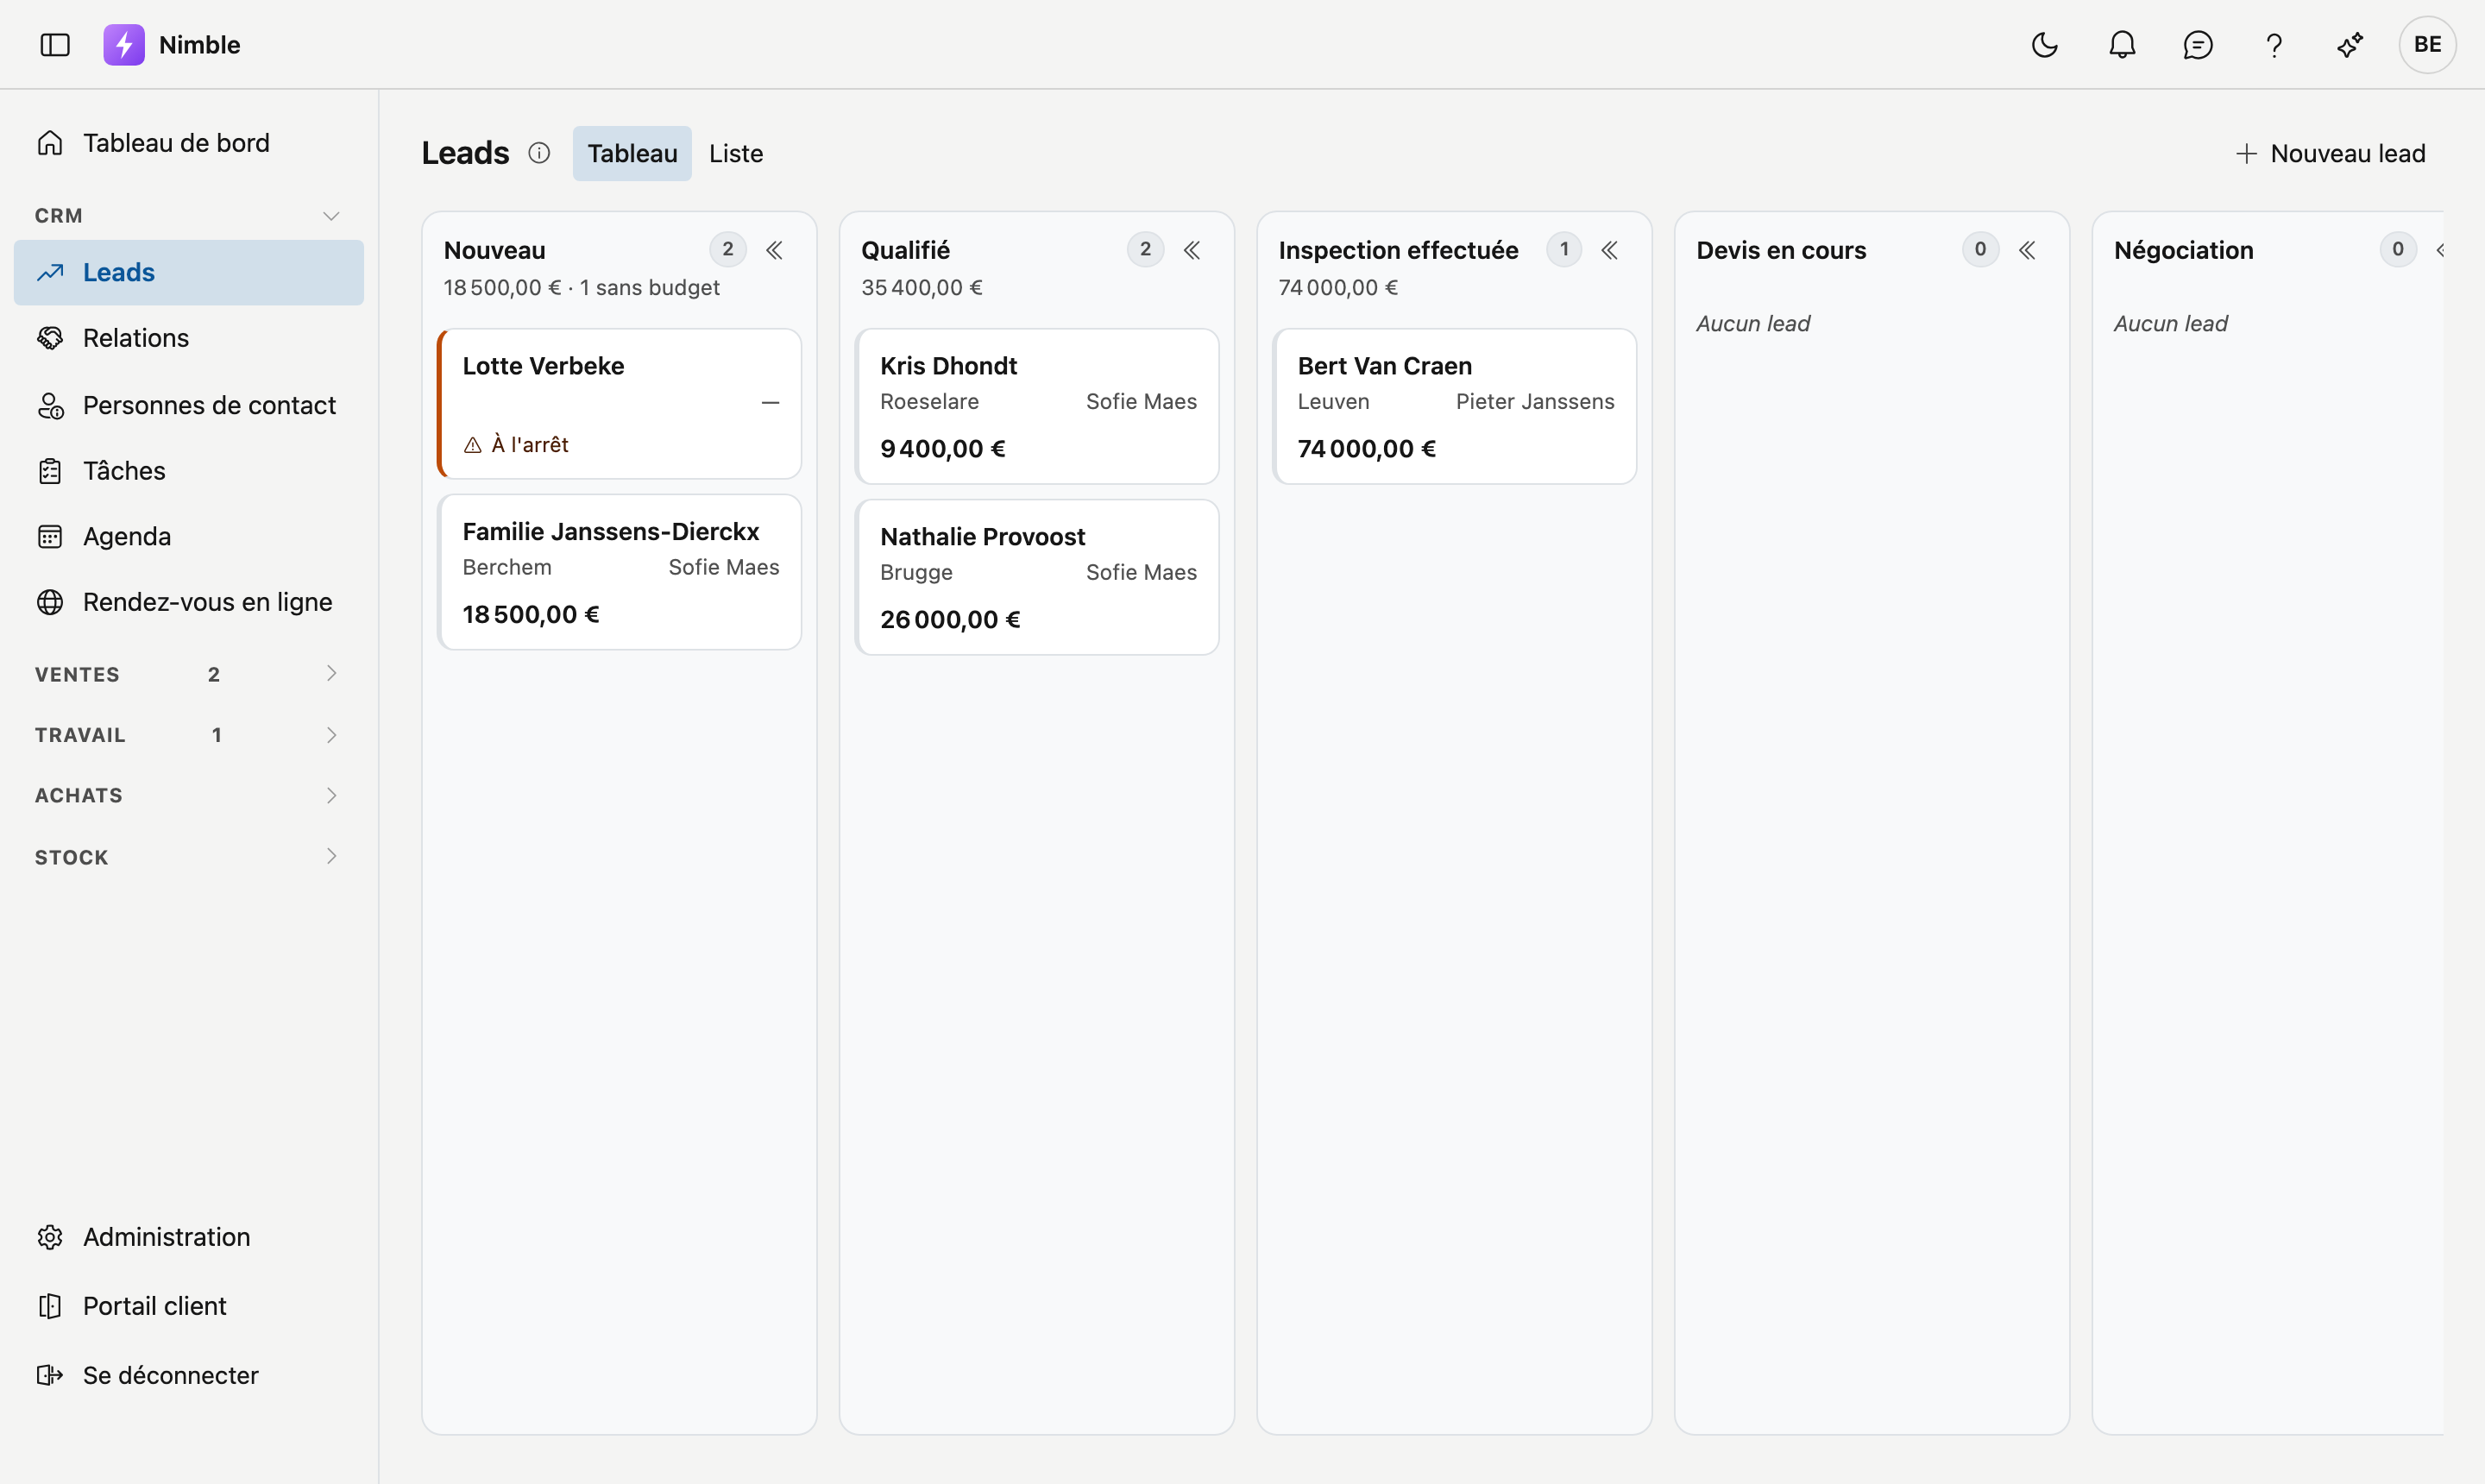 Nimble
BE
Tableau de bord
CRM
Leads
Relations
Personnes de contact
Tâches
Agenda
Rendez-vous en ligne
VENTES 2
TRAVAIL 1
ACHATS
STOCK
Administration
Portail client
Se déconnecter
Leads Tableau Liste
+ Nouveau lead
Nouveau 2
18 500,00 € · 1 sans budget
Lotte Verbeke
—
À l'arrêt
Familie Janssens-Dierckx
Berchem Sofie Maes
18 500,00 €
Qualifié 2
35 400,00 €
Kris Dhondt
Roeselare Sofie Maes
9 400,00 €
Nathalie Provoost
Brugge Sofie Maes
26 000,00 €
Inspection effectuée 1
74 000,00 €
Bert Van Craen
Leuven Pieter Janssens
74 000,00 €
Devis en cours 0
Aucun lead
Négociation 0
Aucun lead